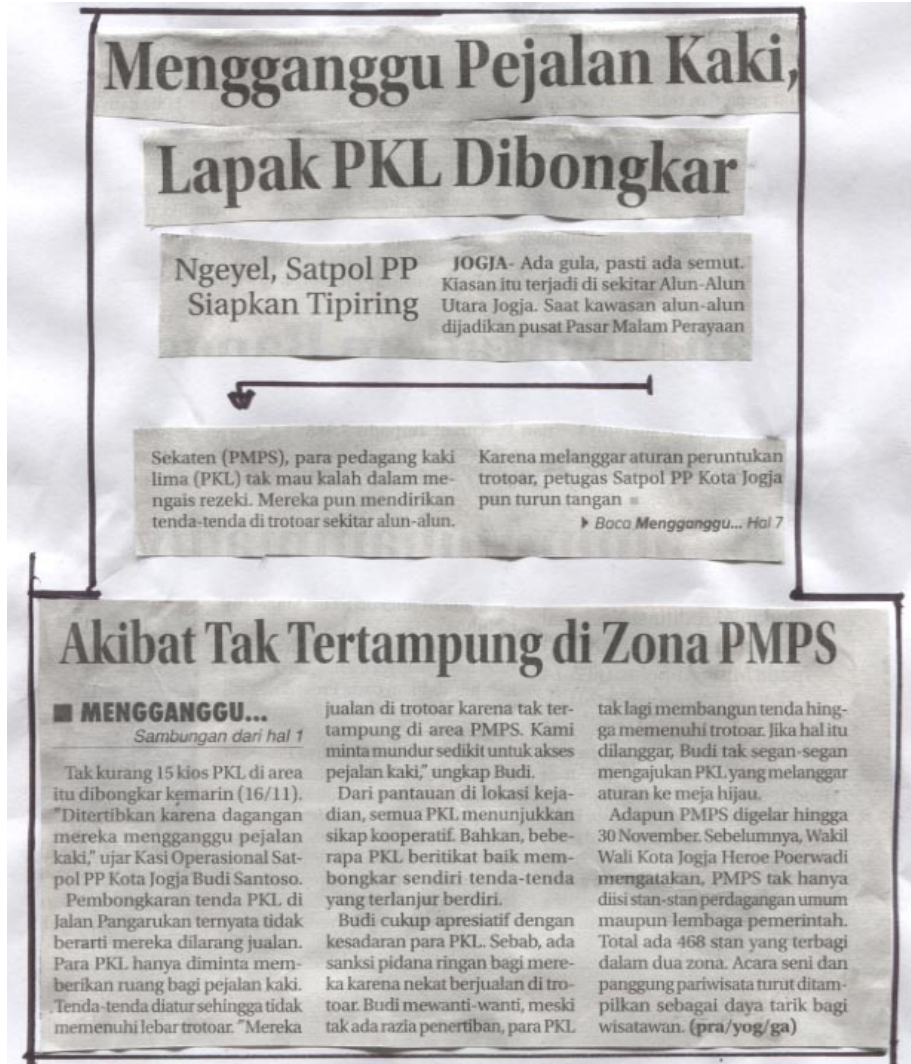 Mengganggu Pejalan Kaki,
Lapak PKL Dibongkar
Ngeyel, Satpol PP
Siapkan Tipiring
JOGJA- Ada gula, pasti ada semut.
Kiasan itu terjadi di sekitar Alun-Alun
Utara Jogja. Saat kawasan alun-alun
dijadikan pusat Pasar Malam Perayaan
Sekaten (PMPS), para pedagang kaki
lima (PKL) tak mau kalah dalam me-
ngais rezeki. Mereka pun mendirikan
tenda-tenda di trotoar sekitar alun-alun.
Karena melanggar aturan peruntukan
trotoar, petugas Satpol PP Kota Jogja
pun turun tangan
Baca Mengganggu... Hal 7
Akibat Tak Tertampung di Zona PMPS
MENGGANGGU...
Sambungan dari hal 1
Tak kurang 15 kios PKL di area
itu dibongkar kemarin (16/11).
"Ditertibkan karena dagangan
mereka mengganggu pejalan
kaki," ujar Kasi Operasional Sat-
pol PP Kota Jogja Budi Santoso.
Pembongkaran tenda PKL di
Jalan Pangarukan ternyata tidak
berarti mereka dilarang jualan.
Para PKL hanya diminta mem-
berikan ruang bagi pejalan kaki.
Tenda-tenda diatur sehingga tidak
memenuhi lebar trotoar. "Mereka
jualan di trotoar karena tak ter-
tampung di area PMPS. Kami
minta mundur sedikit untuk akses
pejalan kaki," ungkap Budi.
Dari pantauan di lokasi keja-
dian, semua PKL menunjukkan
sikap kooperatif. Bahkan, bebe-
rapa PKL beritikat baik mem-
bongkar sendiri tenda-tenda
yang terlanjur berdiri.
Budi cukup apresiatif dengan
kesadaran para PKL. Sebab, ada
sanksi pidana ringan bagi mere-
ka karena nekat berjualan di tro-
toar. Budi mewanti-wanti, meski
tak ada razia penertiban, para PKL
tak lagi membangun tenda hing-
ga memenuhi trotoar. Jika hal itu
dilanggar, Budi tak segan-segan
mengajukan PKL yang melanggar
aturan ke meja hijau.
Adapun PMPS digelar hingga
30 November. Sebelumnya, Wakil
Wali Kota Jogja Heroe Poerwadi
mengatakan, PMPS tak hanya
diisi stan-stan perdagangan umum
maupun lembaga pemerintah.
Total ada 468 stan yang terbagi
dalam dua zona. Acara seni dan
panggung pariwisata turut ditam-
pilkan sebagai daya tarik bagi
wisatawan. (pra/yog/ga)